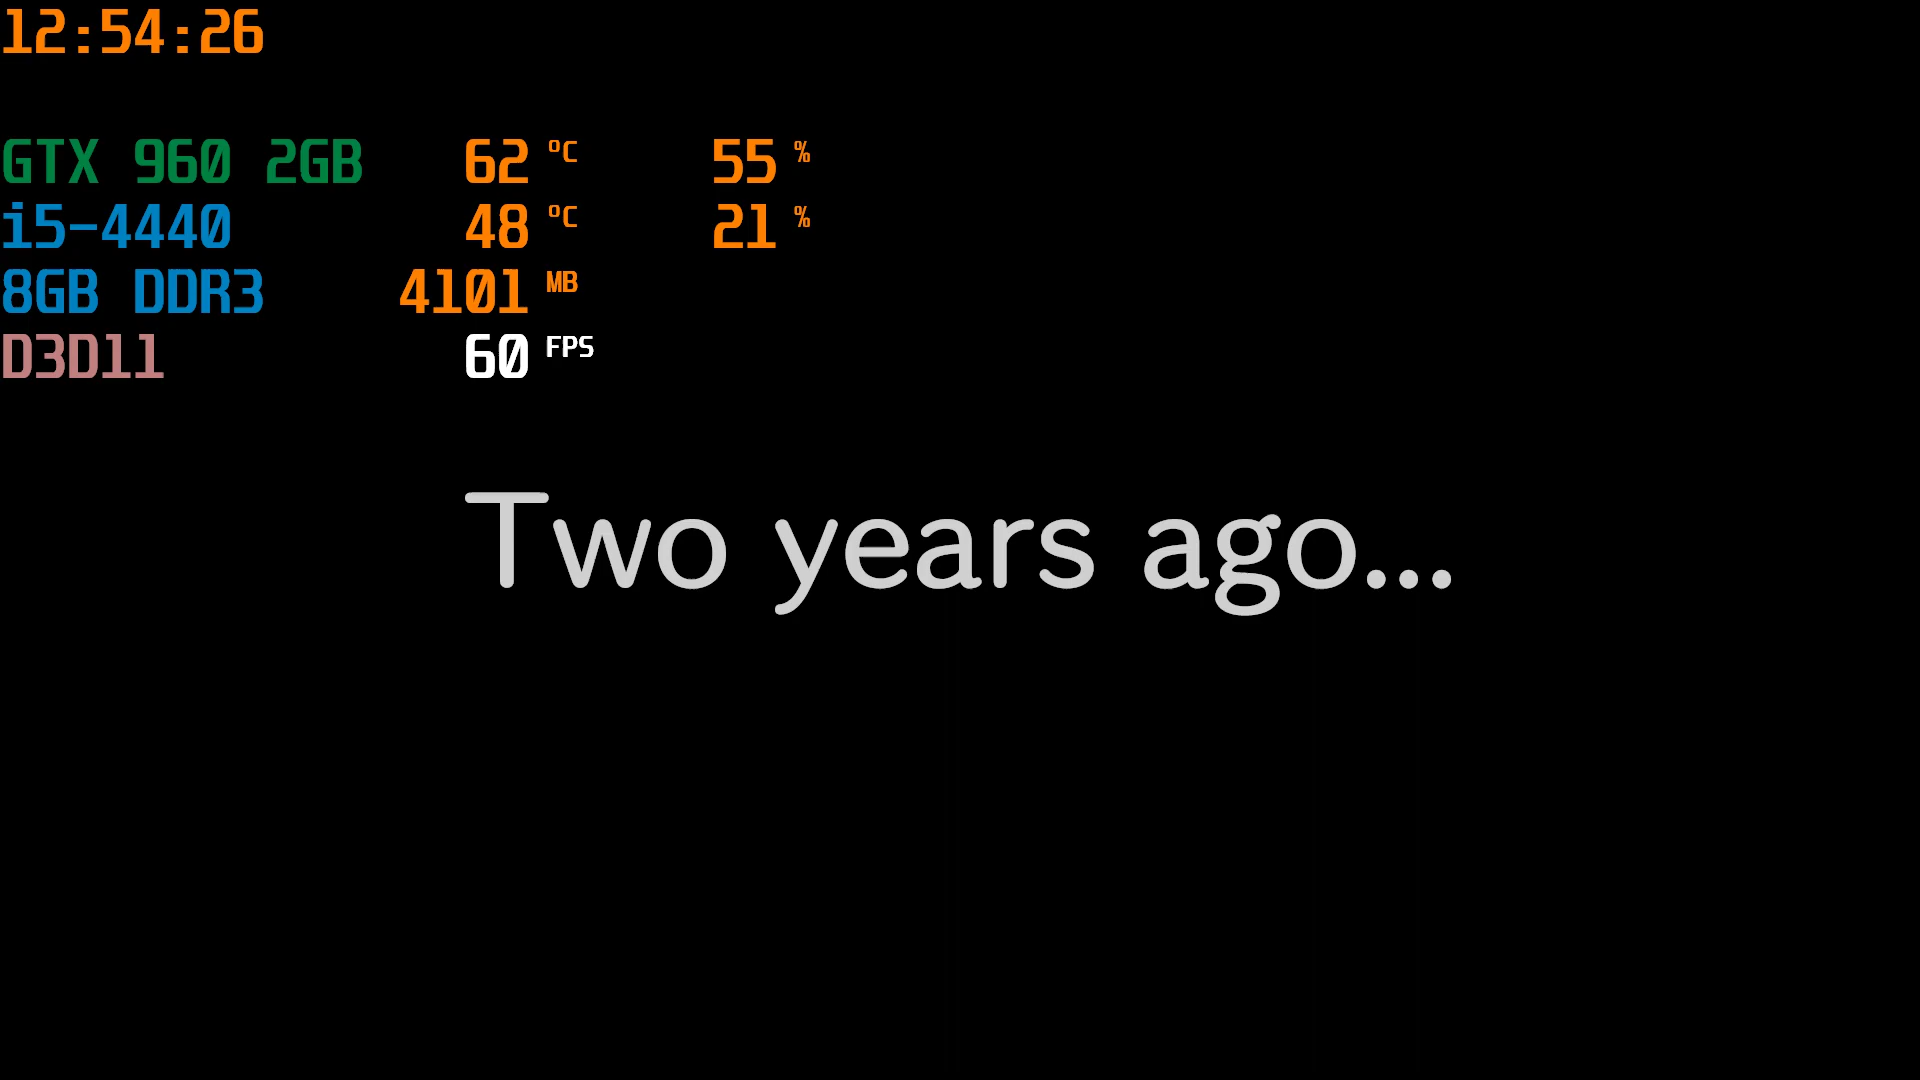 12:54:26
GTX 960 2GB 62 °C 55 %
i5-4440 48 °C 21 %
8GB DDR3 4101 MB
D3D11 60 FPS
Two years ago...